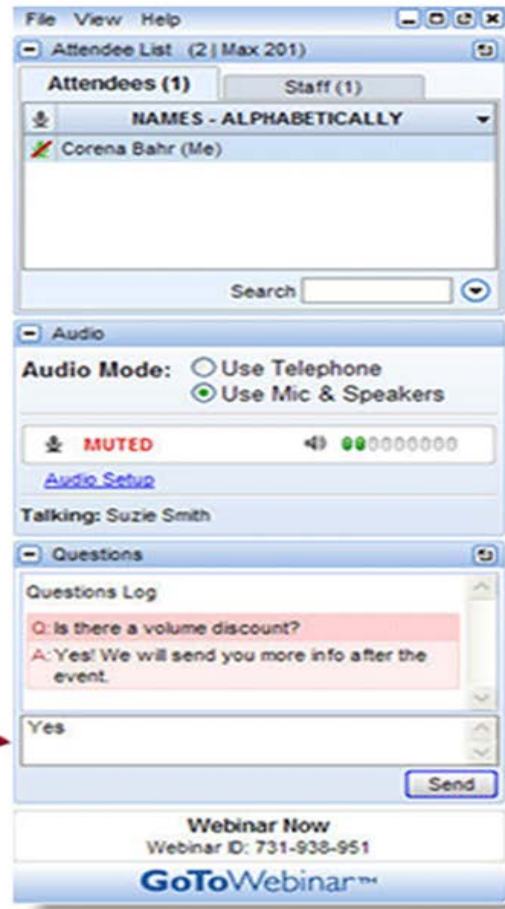 File View Help
Attendee List (2 | Max 201)
Attendees (1) Staff (1)
NAMES - ALPHABETICALLY
Corena Bahr (Me)
Search
Audio
Audio Mode: Use Telephone
Use Mic & Speakers
MUTED
Audio Setup
Talking: Suzie Smith
Questions
Questions Log
Q: Is there a volume discount?
A: Yes! We will send you more info after the
event.
Yes
Send
Webinar Now
Webinar ID: 731-938-951
GoToWebinar™